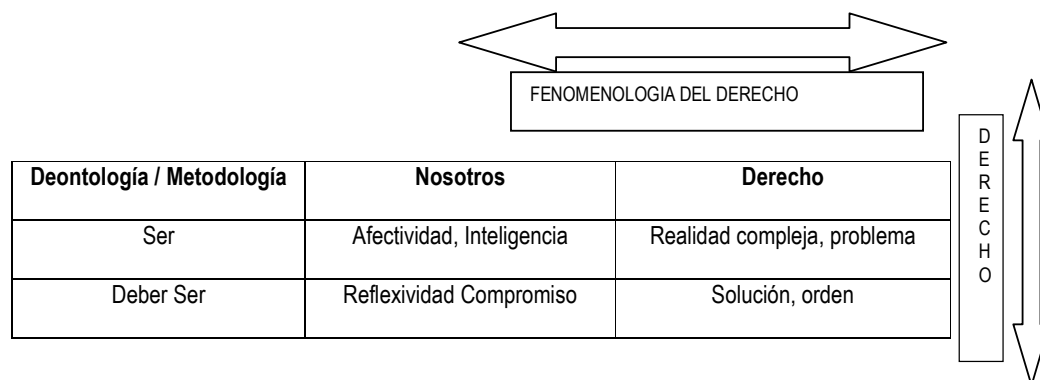 FENOMENOLOGIA DEL DERECHO
D
E
R
E
C
H
O
Deontología / Metodología Nosotros Derecho
Ser Afectividad, Inteligencia Realidad compleja, problema
Deber Ser Reflexividad Compromiso Solución, orden